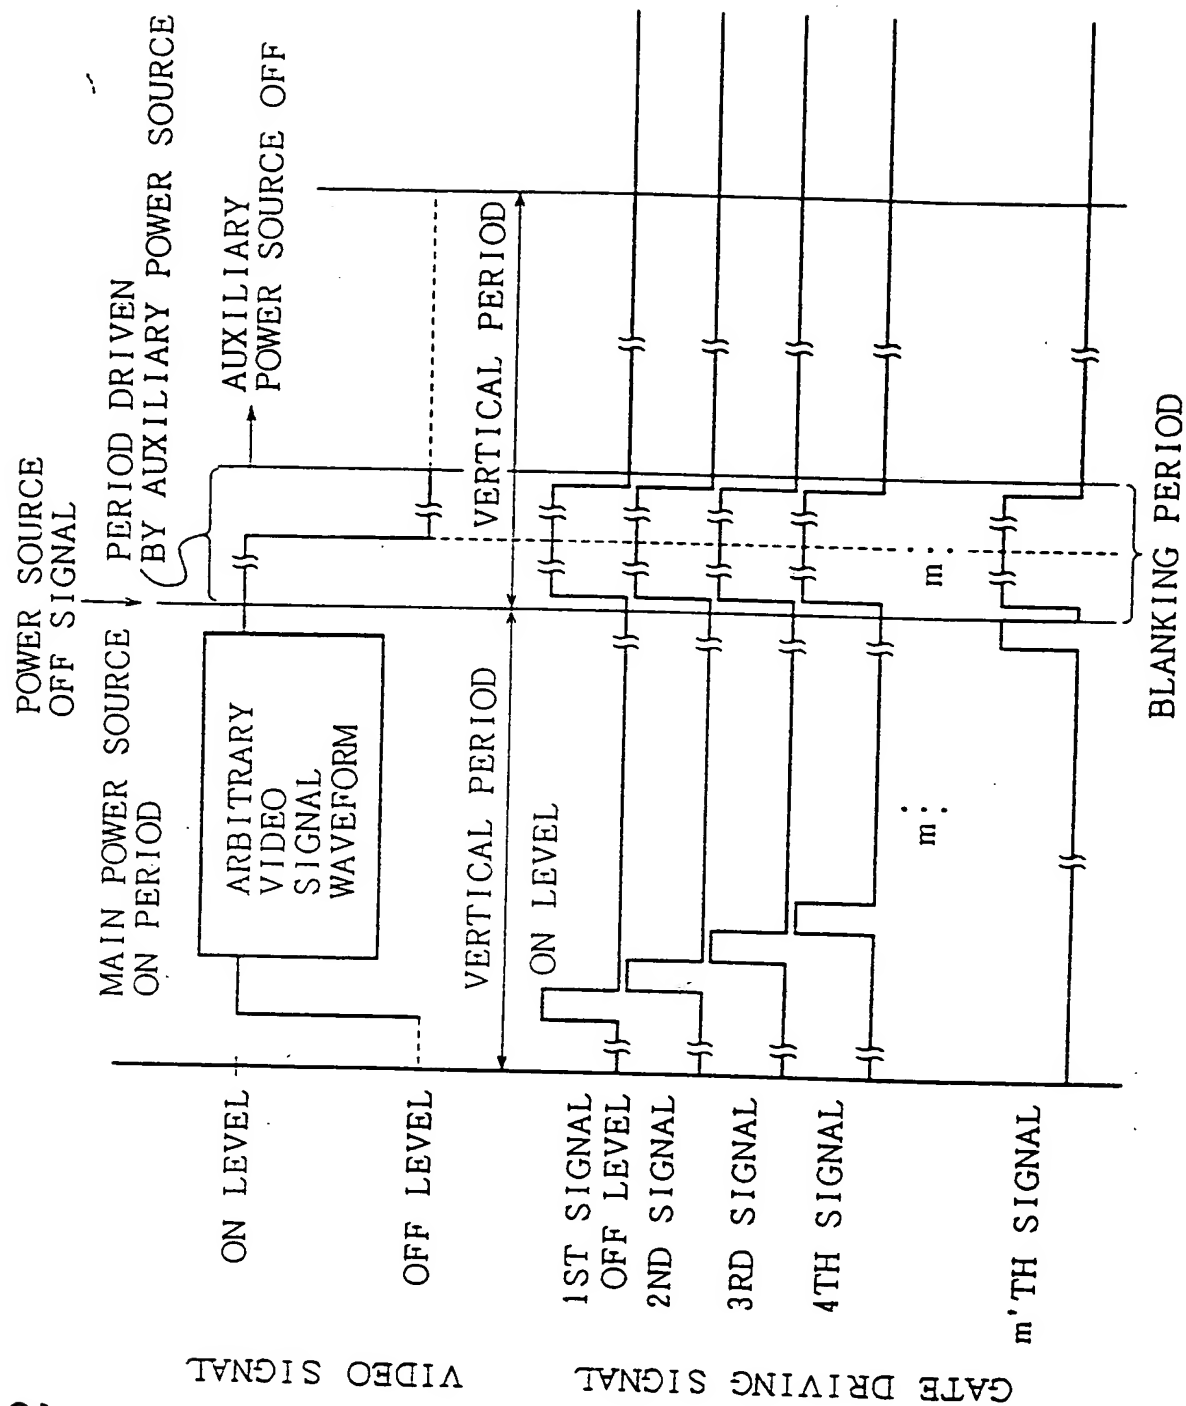 POWER SOURCE
OFF SIGNAL
MAIN POWER SOURCE
ON PERIOD
PERIOD DRIVEN
BY AUXILIARY POWER SOURCE
AUXILIARY
POWER SOURCE OFF
ARBITRARY
VIDEO
SIGNAL
WAVEFORM
VIDEO SIGNAL
ON LEVEL
OFF LEVEL
VERTICAL PERIOD
VERTICAL PERIOD
ON LEVEL
GATE DRIVING SIGNAL
1ST SIGNAL
OFF LEVEL
2ND SIGNAL
3RD SIGNAL
4TH SIGNAL
m
m
m'TH SIGNAL
BLANKING PERIOD